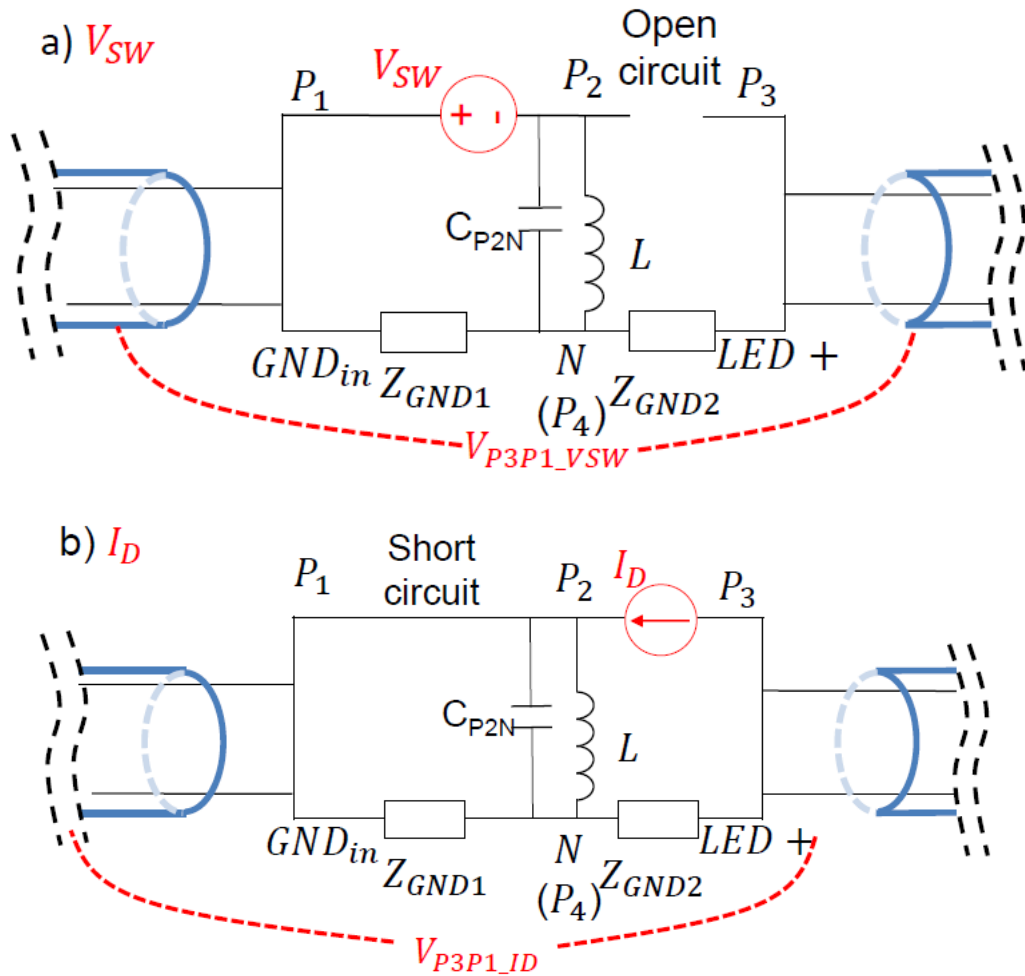 a) V_SW
Open
circuit
P_1
V_SW
P_2
P_3
+ -
C_P2N
L
GND_in
Z_GND1
N
(P_4)
Z_GND2
LED +
V_P3P1_VSW
b) I_D
Short
circuit
P_1
P_2
I_D
P_3
C_P2N
L
GND_in
Z_GND1
N
(P_4)
Z_GND2
LED +
V_P3P1_ID